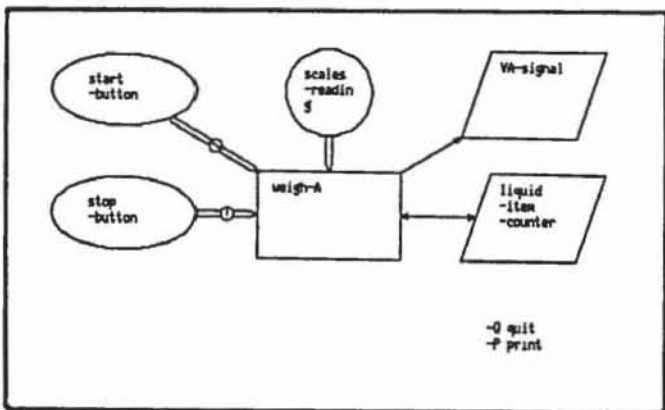 start
-button
scales
-readin
g
VA-signal
weigh-A
stop
-button
liquid
-item
-counter
-Q quit
-P print